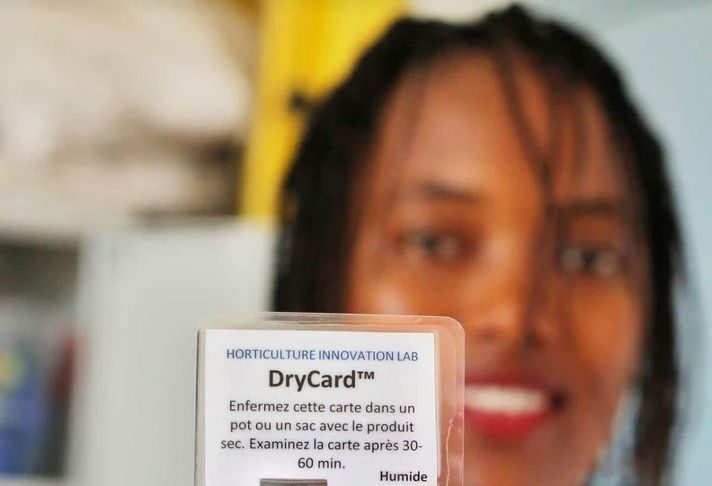 HORTICULTURE INNOVATION LAB
DryCard™
Enfermez cette carte dans un
pot ou un sac avec le produit
sec. Examinez la carte après 30-
60 min.
Humide